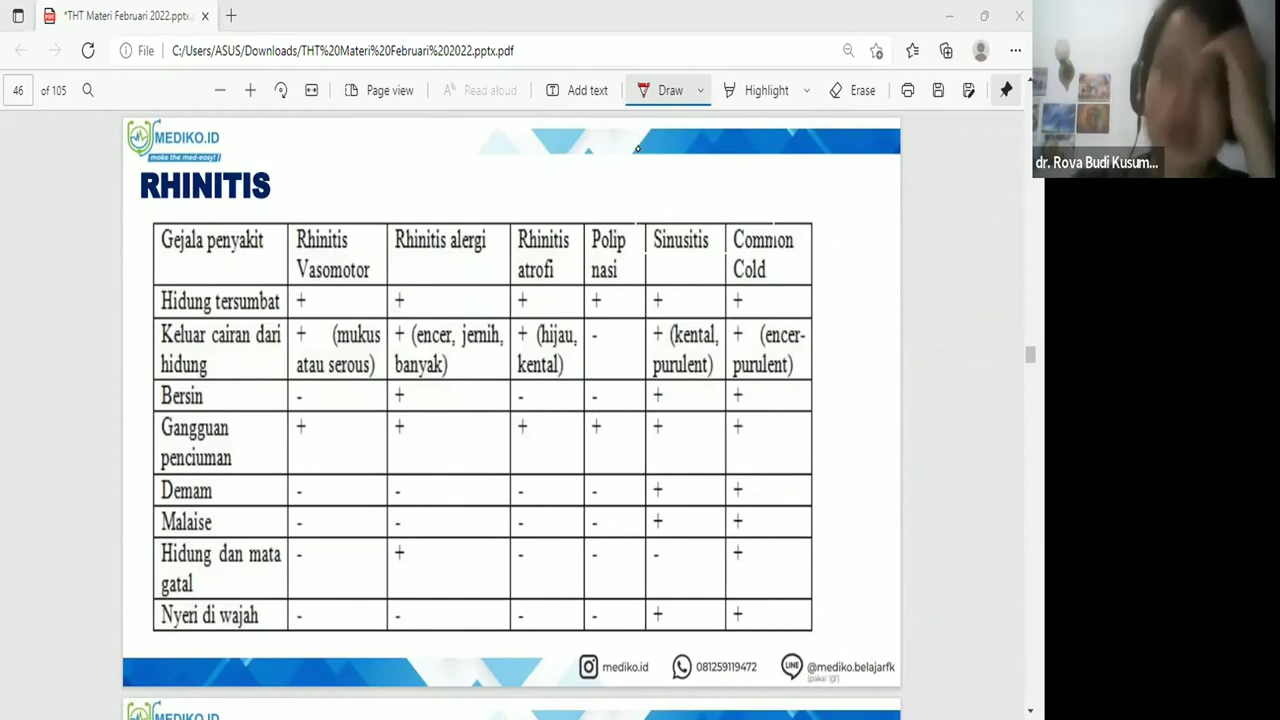 *THT Materi Februari 2022.pptx.
File C:/Users/ASUS/Downloads/THT%20Materi%20Februari%202022.pptx.pdf
46 of 105 Page view Read aloud Add text Draw Highlight Erase
dr. Rova Budi Kusum...
MEDIKO.ID
make the med-easy!
RHINITIS
Gejala penyakit Rhinitis Vasomotor Rhinitis alergi Rhinitis atrofi Polip nasi Sinusitis Common Cold
Hidung tersumbat + + + + + +
Keluar cairan dari hidung + (mukus atau serous) + (encer, jernih, banyak) + (hijau, kental) - + (kental, purulent) + (encer-purulent)
Bersin - + - - + +
Gangguan penciuman + + + + + +
Demam - - - - + +
Malaise - - - - + +
Hidung dan mata gatal - + - - - +
Nyeri di wajah - - - - + +
mediko.id 081259119472 LINE @mediko.belajarfk
(pakai '@')
MEDIKO.ID